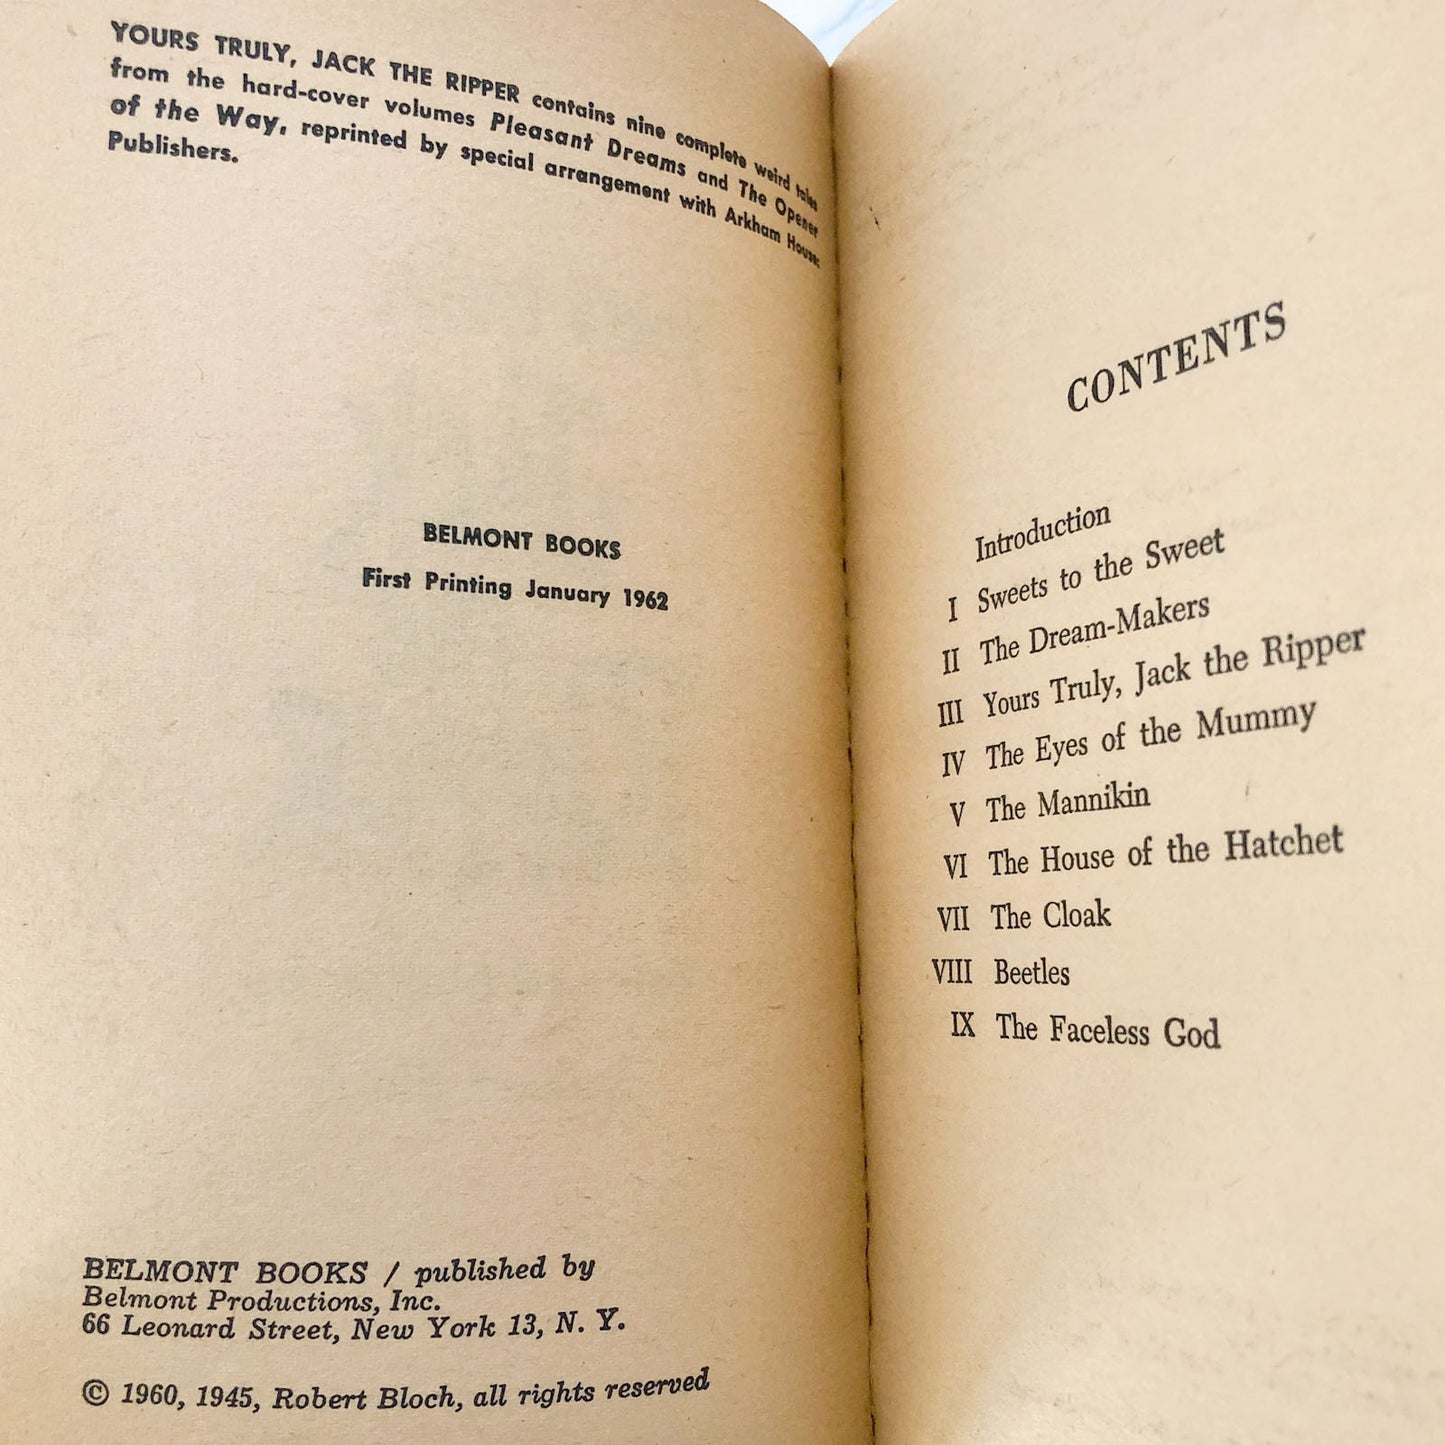 YOURS TRULY, JACK THE RIPPER contains nine complete weird tales
from the hard-cover volumes Pleasant Dreams and The Opener
of the Way, reprinted by special arrangement with Arkham House:
Publishers.
BELMONT BOOKS
First Printing January 1962
BELMONT BOOKS / published by
Belmont Productions, Inc.
66 Leonard Street, New York 13, N. Y.
© 1960, 1945, Robert Bloch, all rights reserved
CONTENTS
Introduction
I Sweets to the Sweet
II The Dream-Makers
III Yours Truly, Jack the Ripper
IV The Eyes of the Mummy
V The Mannikin
VI The House of the Hatchet
VII The Cloak
VIII Beetles
IX The Faceless God